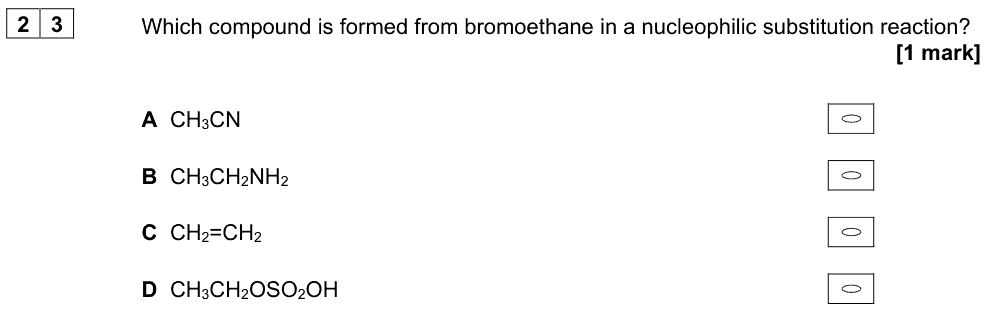 2 3 Which compound is formed from bromoethane in a nucleophilic substitution reaction?
[1 mark]
A CH₃CN
B CH₃CH₂NH₂
C CH₂=CH₂
D CH₃CH₂OSO₂OH